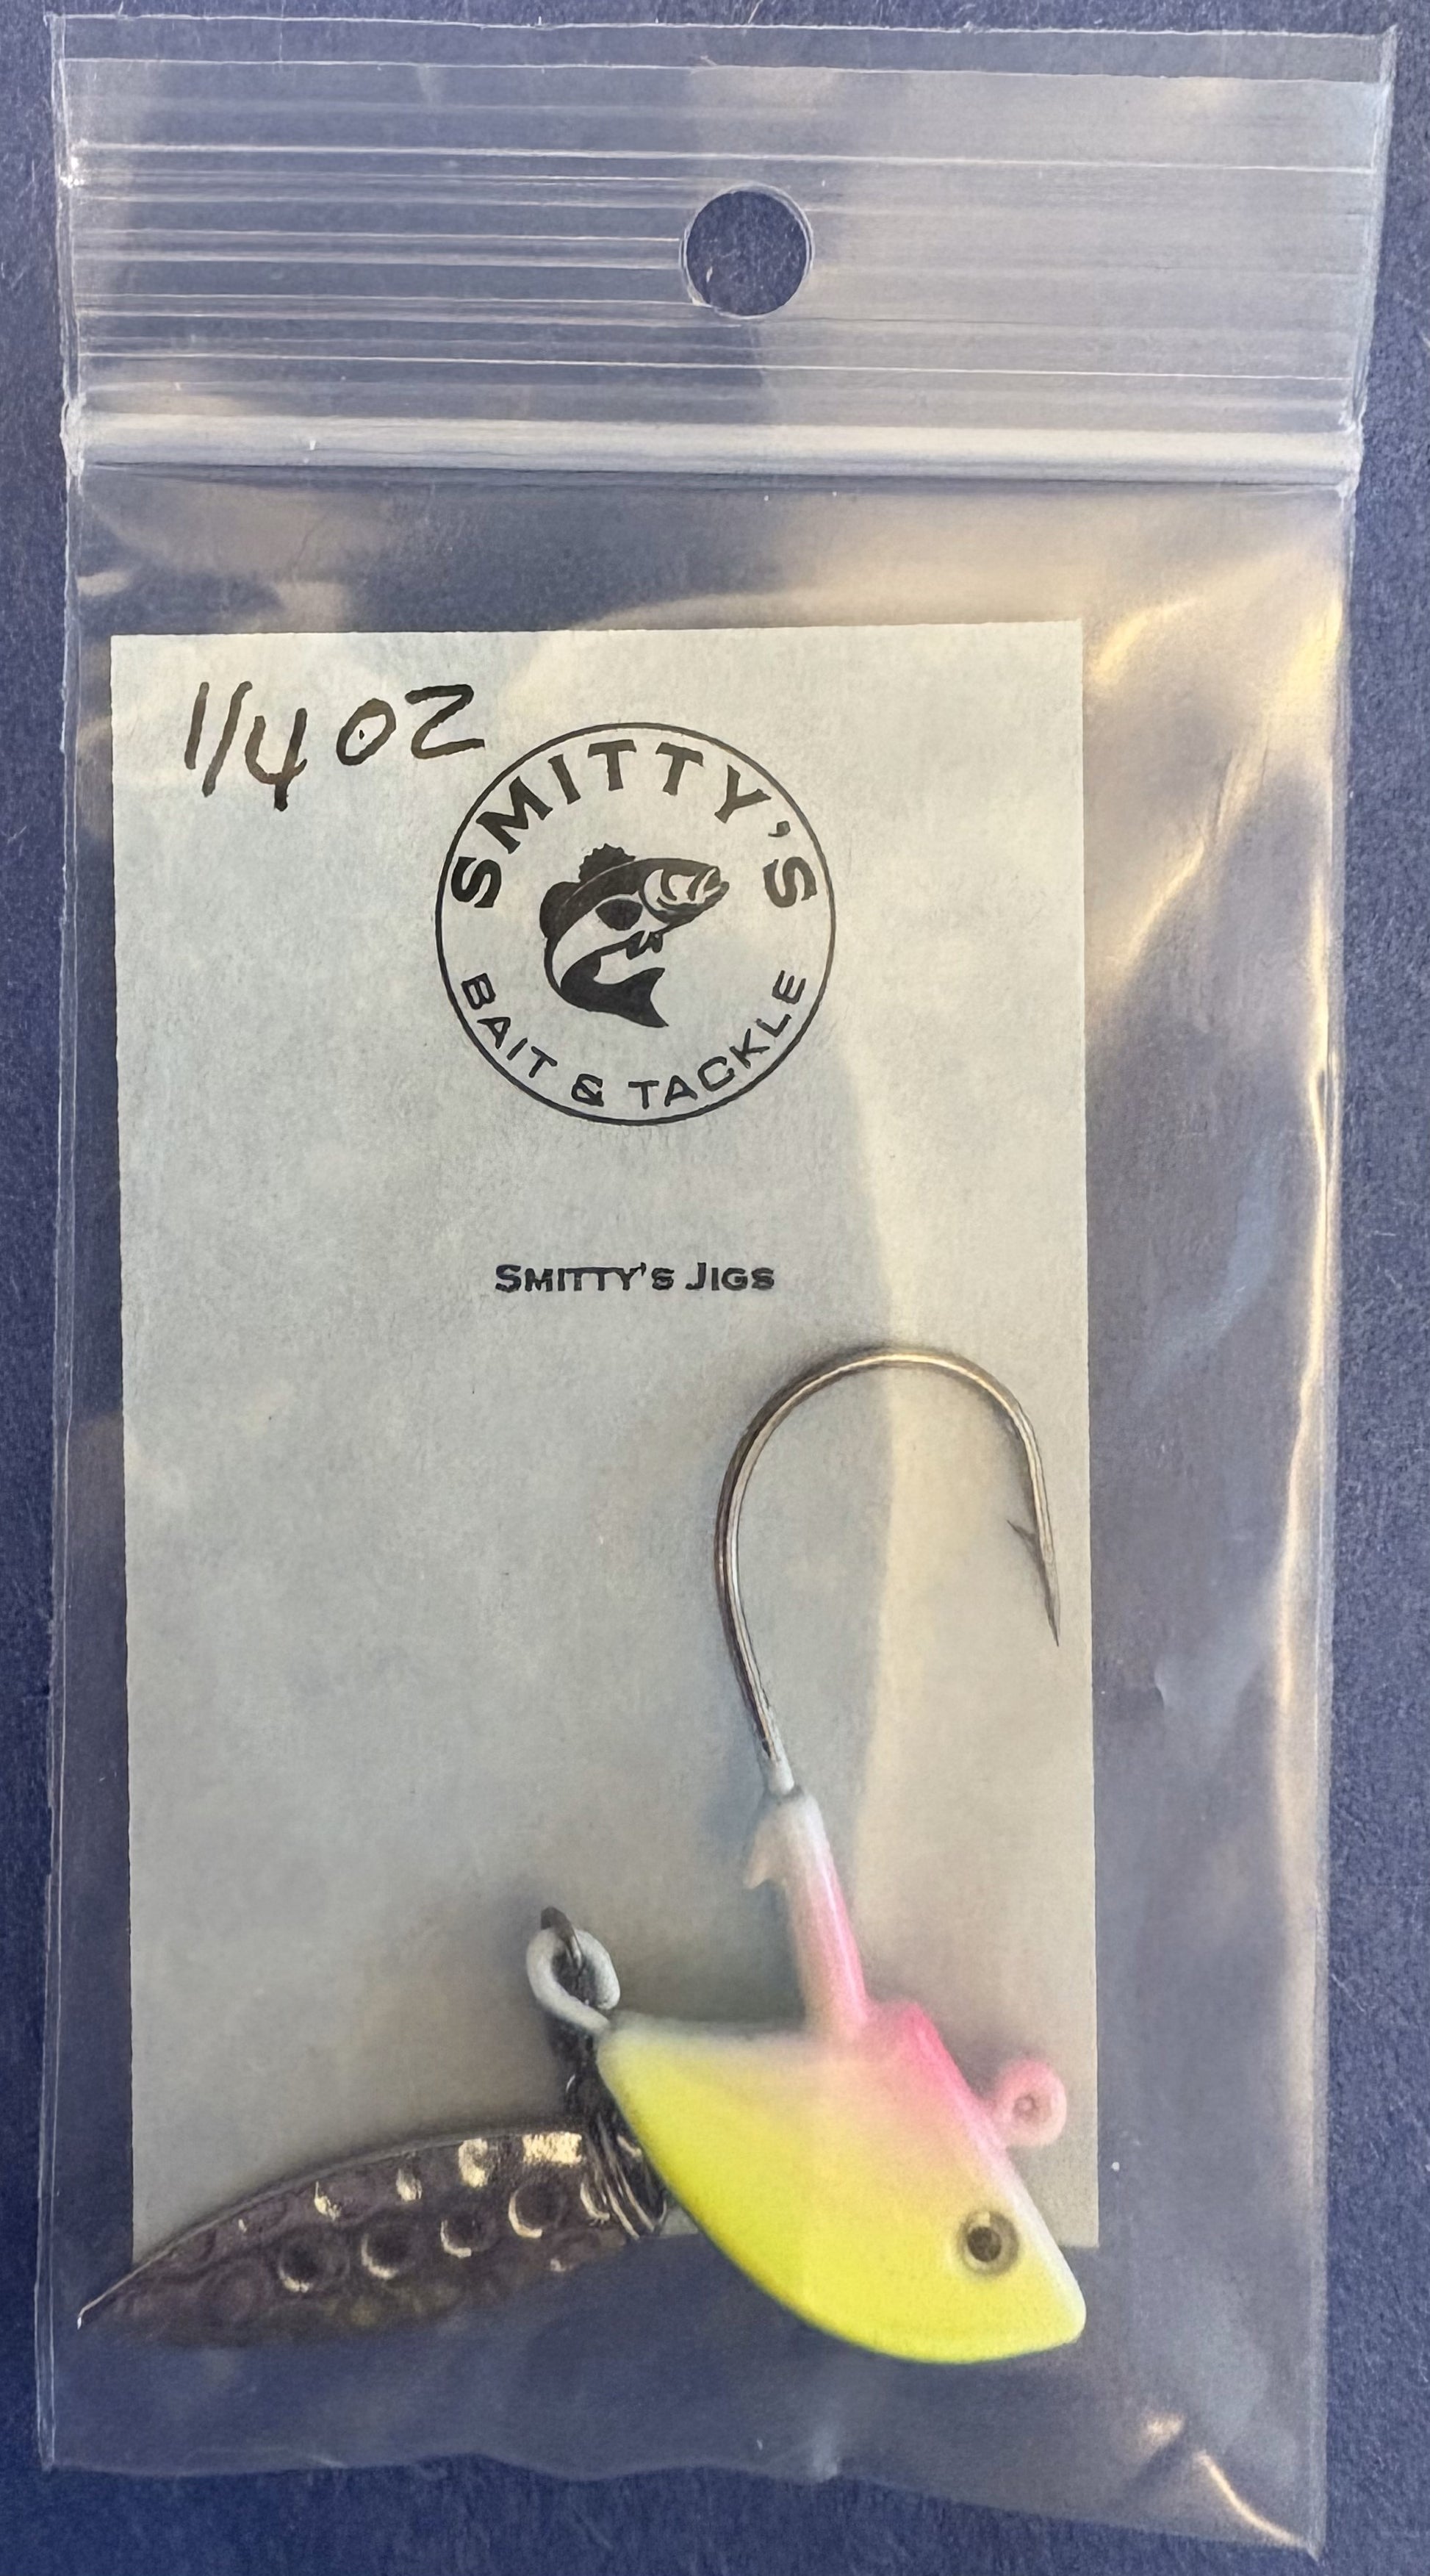 1/4 OZ
SMITTY'S
BAIT & TACKLE
SMITTY'S JIGS